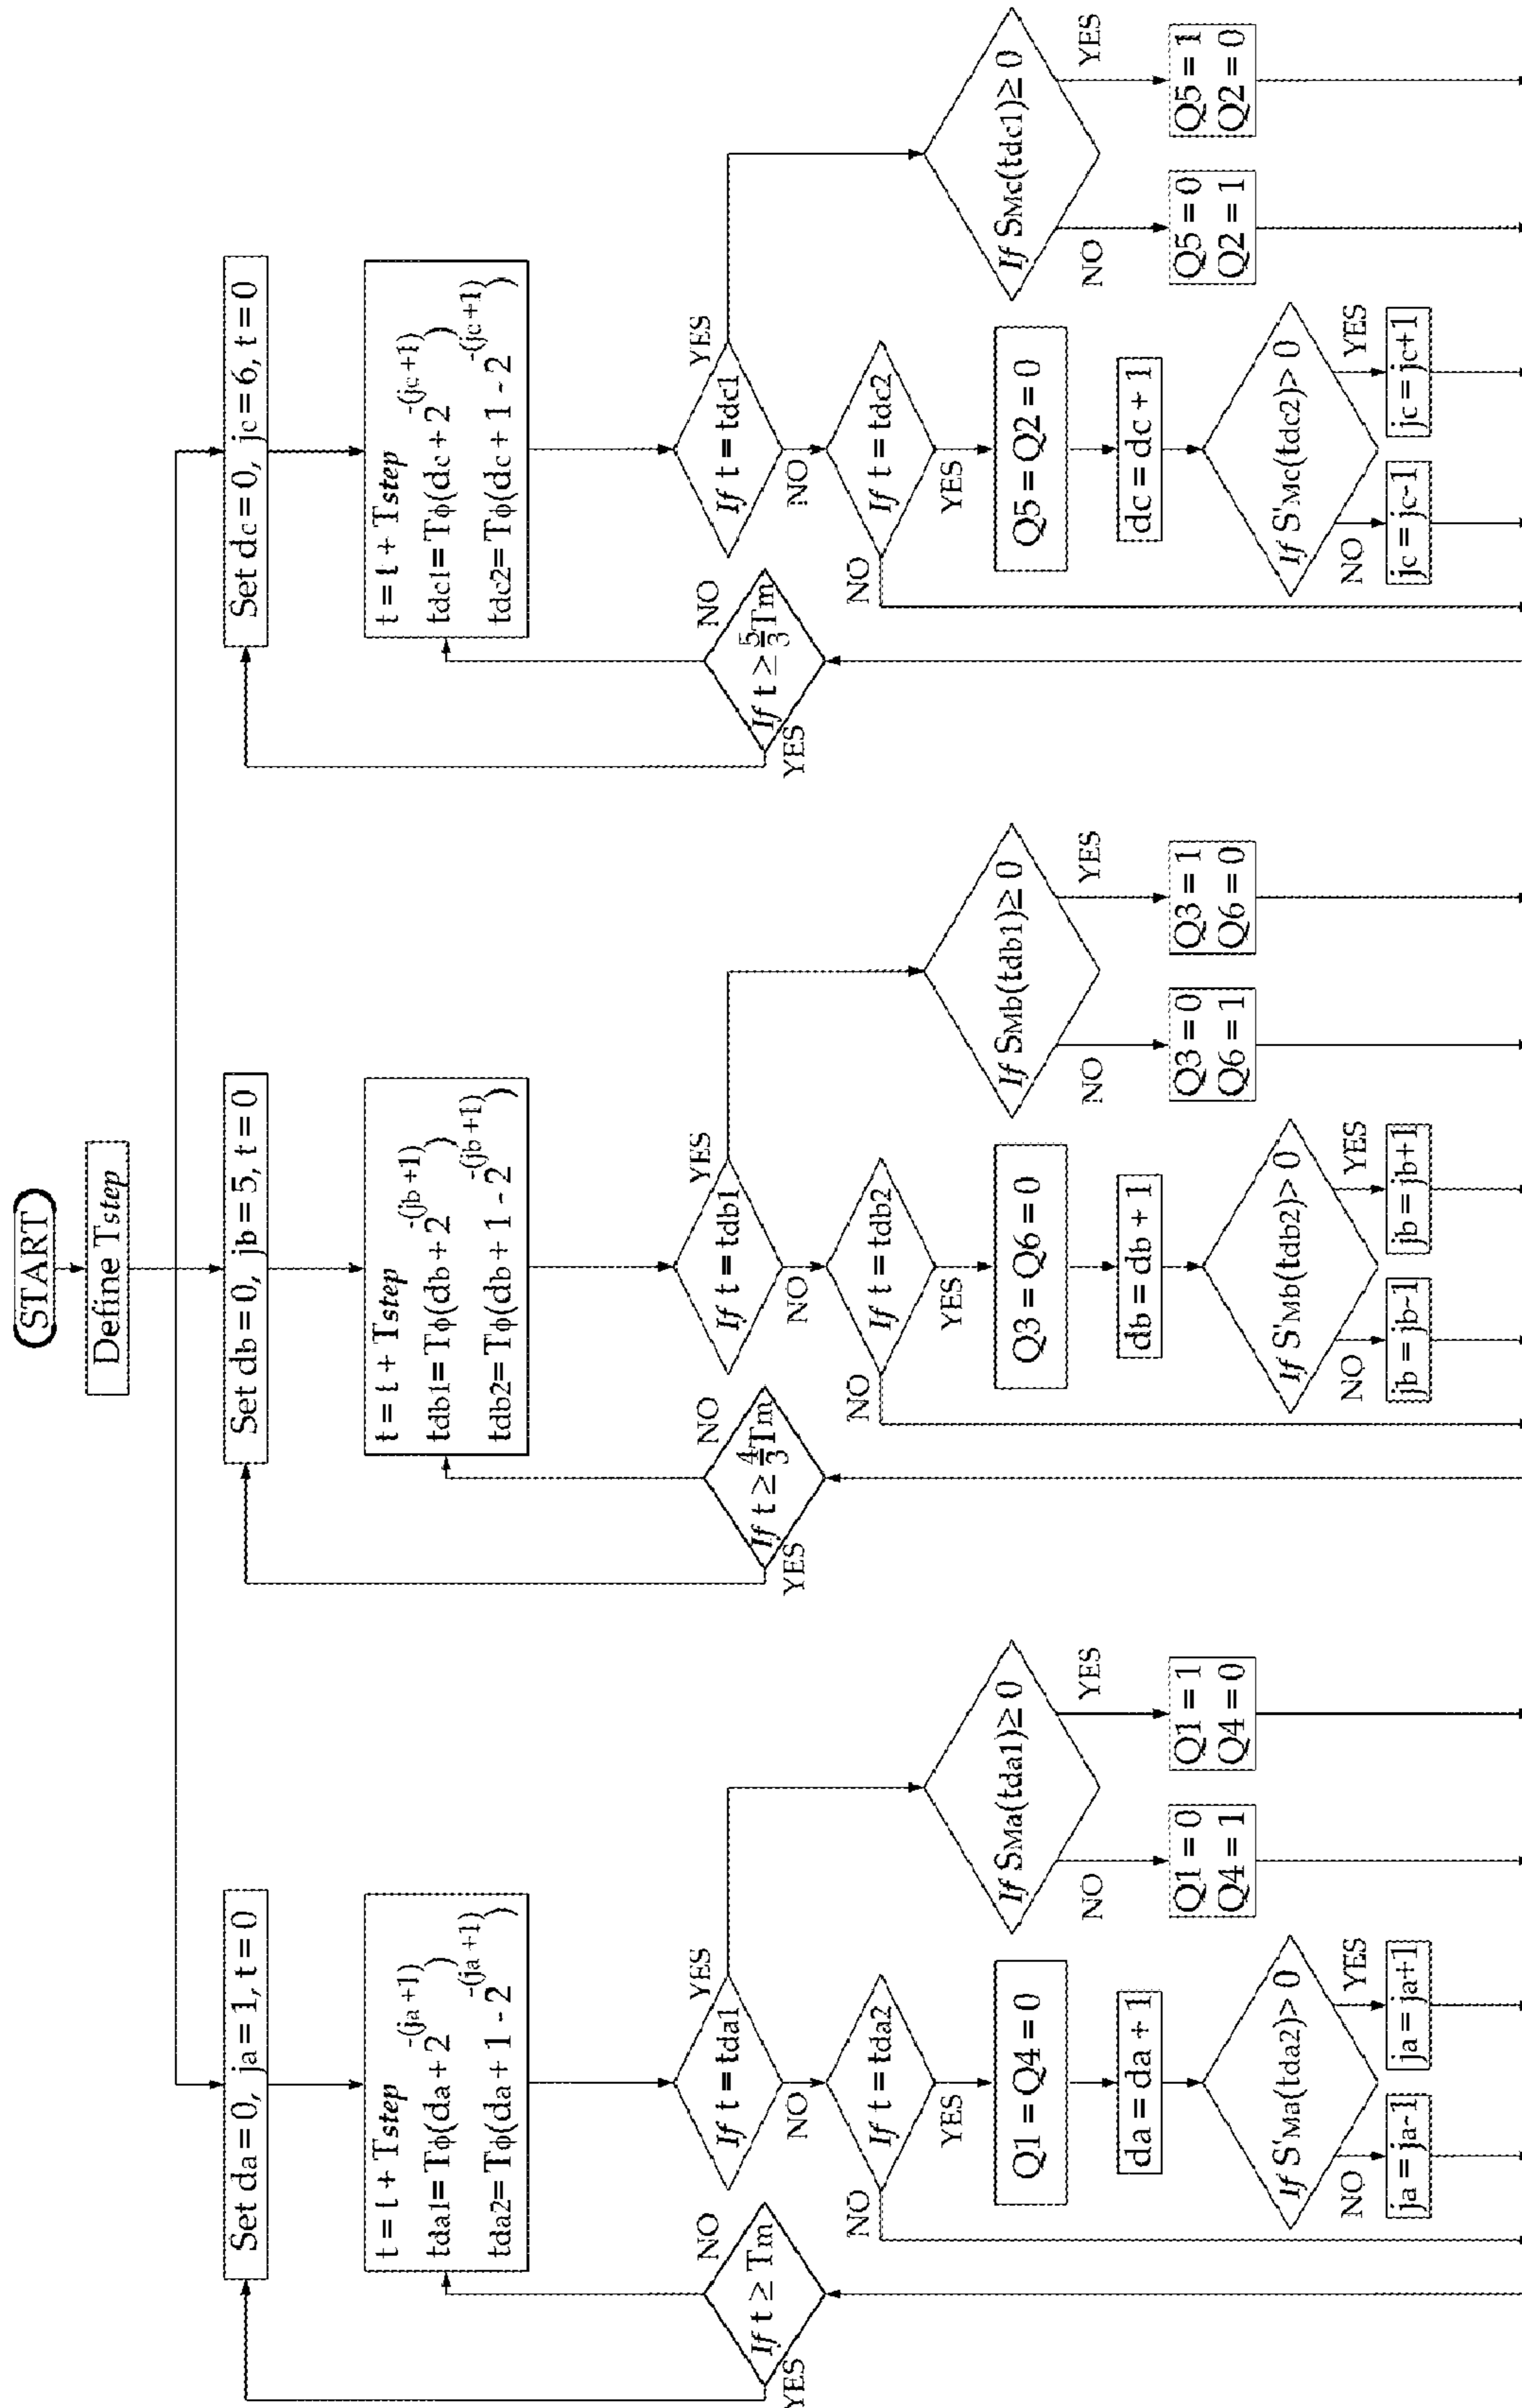 START
Define Tstep
Set da = 0, ja = 1, t = 0
t = t + Tstep
tda1= Tϕ(da + 2^-(ja +1))
tda2= Tϕ(da + 1 - 2^-(ja +1))
If t ≥ Tm
NO
YES
If t = tda1
YES
NO
If t = tda2
NO
YES
Q1 = Q4 = 0
da = da + 1
If S'Ma(tda2)> 0
NO
YES
ja = ja-1
ja = ja+1
If SMa(tda1)≥ 0
NO
YES
Q1 = 0
Q4 = 1
Q1 = 1
Q4 = 0
Set db = 0, jb = 5, t = 0
t = t + Tstep
tdb1= Tϕ(db + 2^-(jb +1))
tdb2= Tϕ(db + 1 - 2^-(jb +1))
If t ≥ 4/3 Tm
NO
YES
If t = tdb1
YES
NO
If t = tdb2
NO
YES
Q3 = Q6 = 0
db = db + 1
If S'Mb(tdb2)> 0
NO
YES
jb = jb-1
jb = jb+1
If SMb(tdb1)≥ 0
NO
YES
Q3 = 0
Q6 = 1
Q3 = 1
Q6 = 0
Set dc = 0, jc = 6, t = 0
t = t + Tstep
tdc1= Tϕ(dc + 2^-(jc +1))
tdc2= Tϕ(dc + 1 - 2^-(jc +1))
If t ≥ 5/3 Tm
NO
YES
If t = tdc1
YES
NO
If t = tdc2
NO
YES
Q5 = Q2 = 0
dc = dc + 1
If S'Mc(tdc2)> 0
NO
YES
jc = jc-1
jc = jc+1
If SMc(tdc1)≥ 0
NO
YES
Q5 = 0
Q2 = 1
Q5 = 1
Q2 = 0